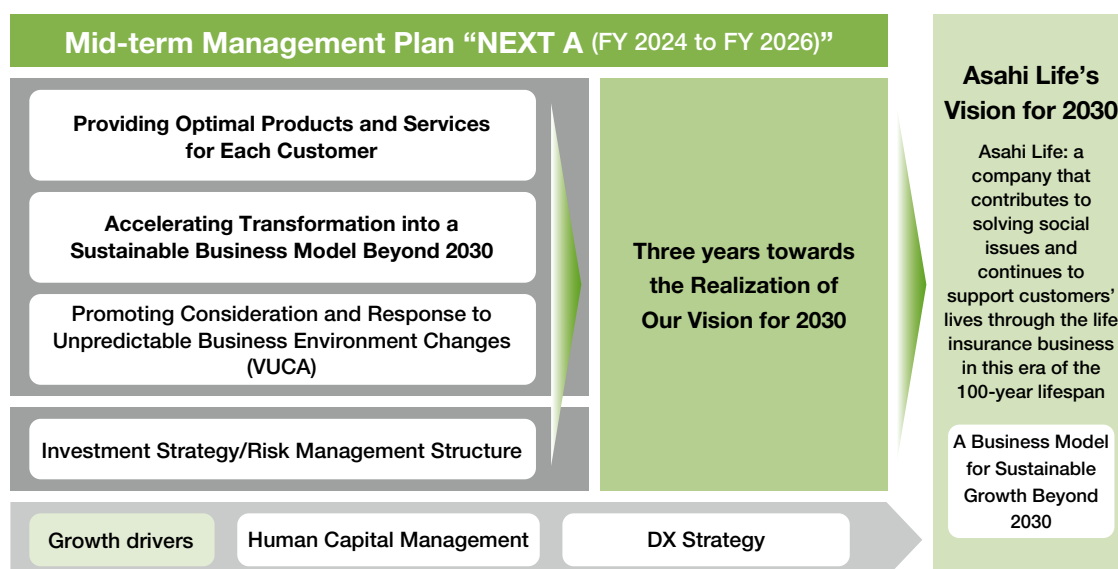 Mid-term Management Plan “NEXT A (FY 2024 to FY 2026)”
Providing Optimal Products and Services
for Each Customer
Accelerating Transformation into a
Sustainable Business Model Beyond 2030
Promoting Consideration and Response to
Unpredictable Business Environment Changes
(VUCA)
Investment Strategy/Risk Management Structure
Three years towards
the Realization of
Our Vision for 2030
Growth drivers
Human Capital Management
DX Strategy
Asahi Life’s
Vision for 2030
Asahi Life: a
company that
contributes to
solving social
issues and
continues to
support customers’
lives through the life
insurance business
in this era of the
100-year lifespan
A Business Model
for Sustainable
Growth Beyond
2030